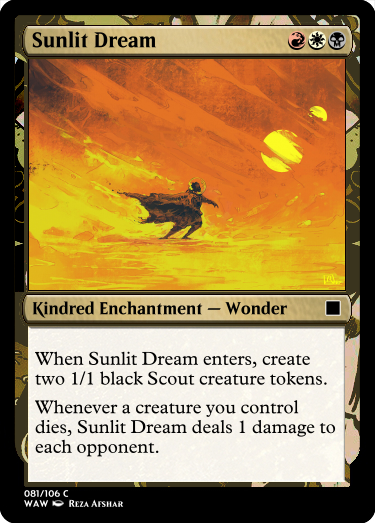 Sunlit Dream
Kindred Enchantment — Wonder
When Sunlit Dream enters, create
two 1/1 black Scout creature tokens.
Whenever a creature you control
dies, Sunlit Dream deals 1 damage to
each opponent.
081/106 C
WAW Reza Afshar